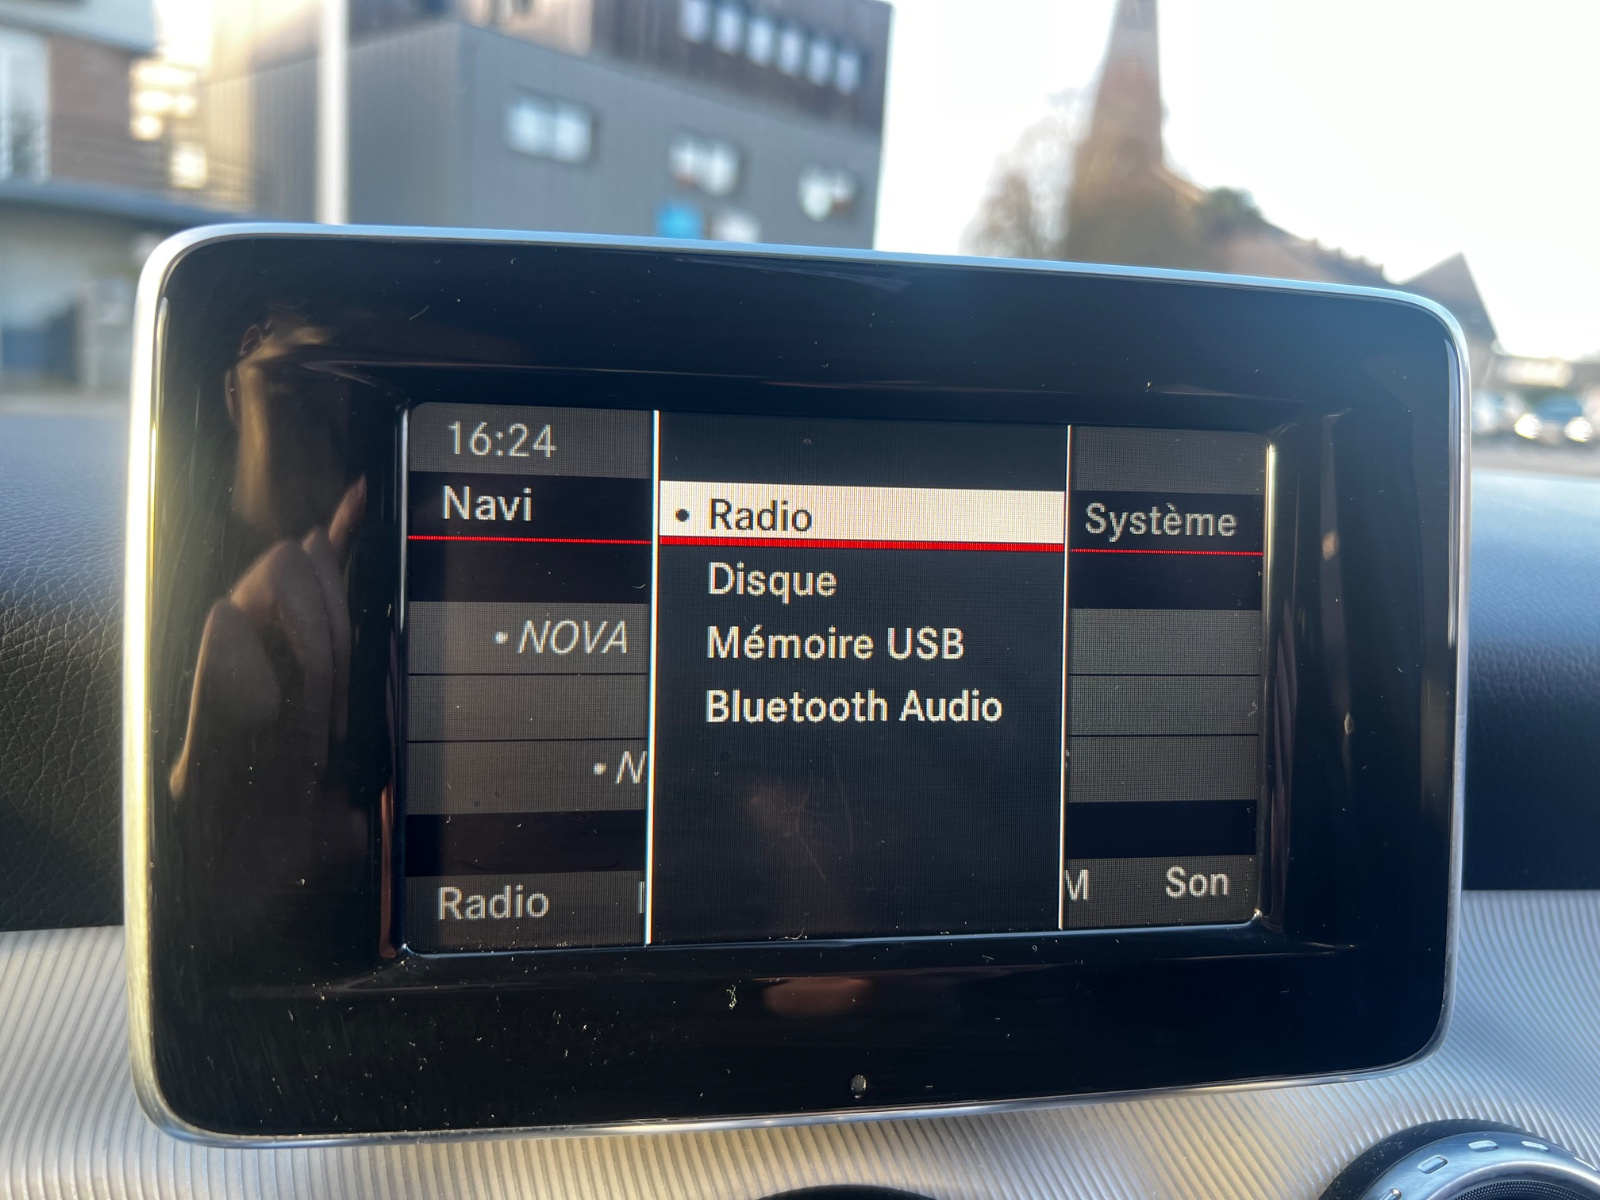 16:24
Navi
• Radio
Système
Disque
• NOVA
Mémoire USB
Bluetooth Audio
Radio
Son